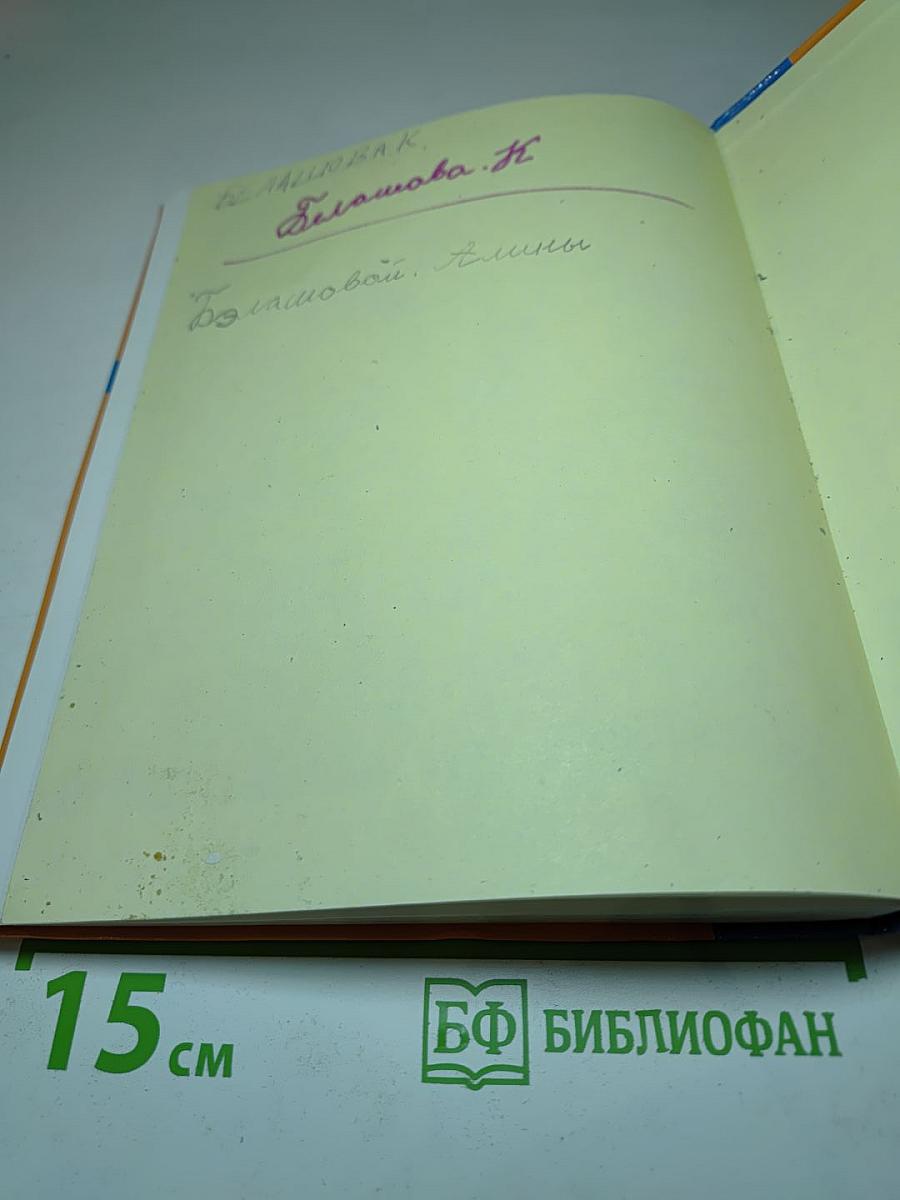 БЕЛАШОВА К.
Белашова. К
Бэлашовой. Алины
15 см
БФ БИБЛИОФАН